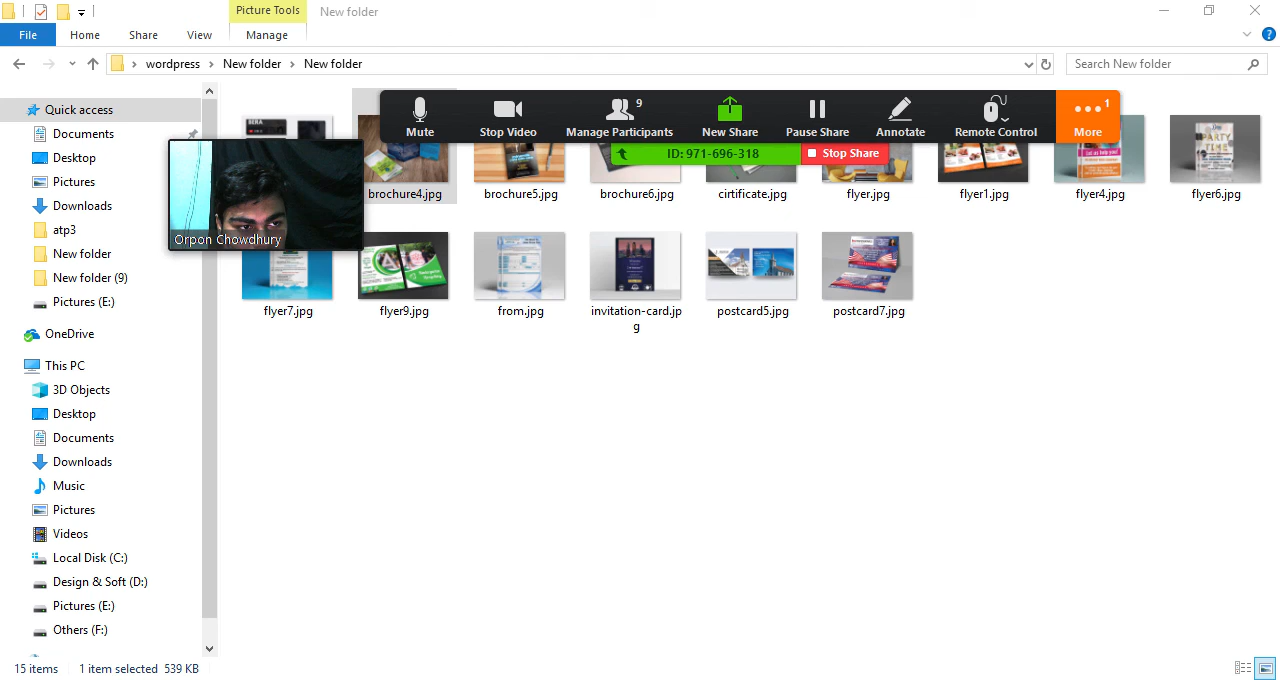 Picture Tools
New folder
File
Home
Share
View
Manage
wordpress
New folder
New folder
Search New folder
Quick access
Documents
Desktop
Pictures
Downloads
atp3
New folder
New folder (9)
Pictures (E:)
OneDrive
This PC
3D Objects
Desktop
Documents
Downloads
Music
Pictures
Videos
Local Disk (C:)
Design & Soft (D:)
Pictures (E:)
Others (F:)
Mute
Stop Video
9
Manage Participants
New Share
Pause Share
Annotate
Remote Control
1
More
ID: 971-696-318
Stop Share
Orpon Chowdhury
BERA
PARTY
TIME
brochure4.jpg
brochure5.jpg
brochure6.jpg
cirtificate.jpg
flyer.jpg
flyer1.jpg
flyer4.jpg
flyer6.jpg
flyer7.jpg
flyer9.jpg
from.jpg
invitation-card.jp
g
postcard5.jpg
postcard7.jpg
15 items
1 item selected 539 KB